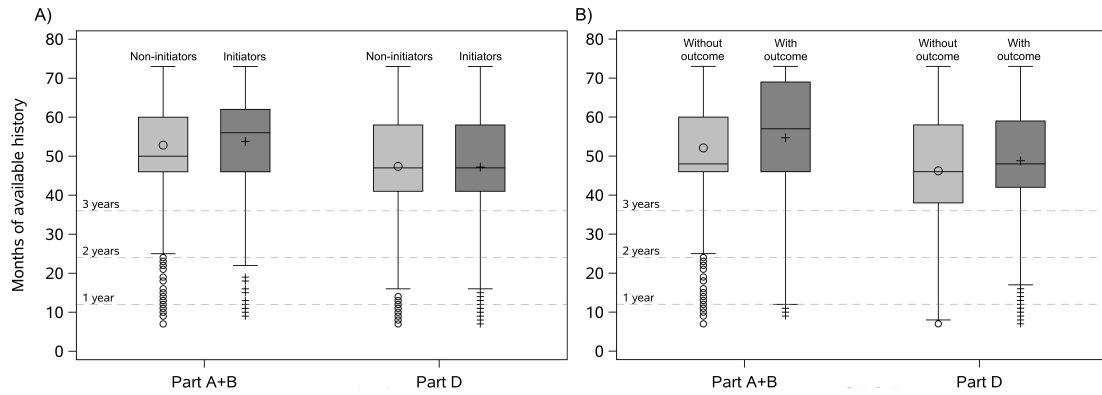 A)
Months of available history
80
70
60
50
40
30
20
10
0
Non-initiators
Initiators
Non-initiators
Initiators
3 years
2 years
1 year
Part A+B
Part D
B)
80
70
60
50
40
30
20
10
0
Without
outcome
With
outcome
Without
outcome
With
outcome
3 years
2 years
1 year
Part A+B
Part D